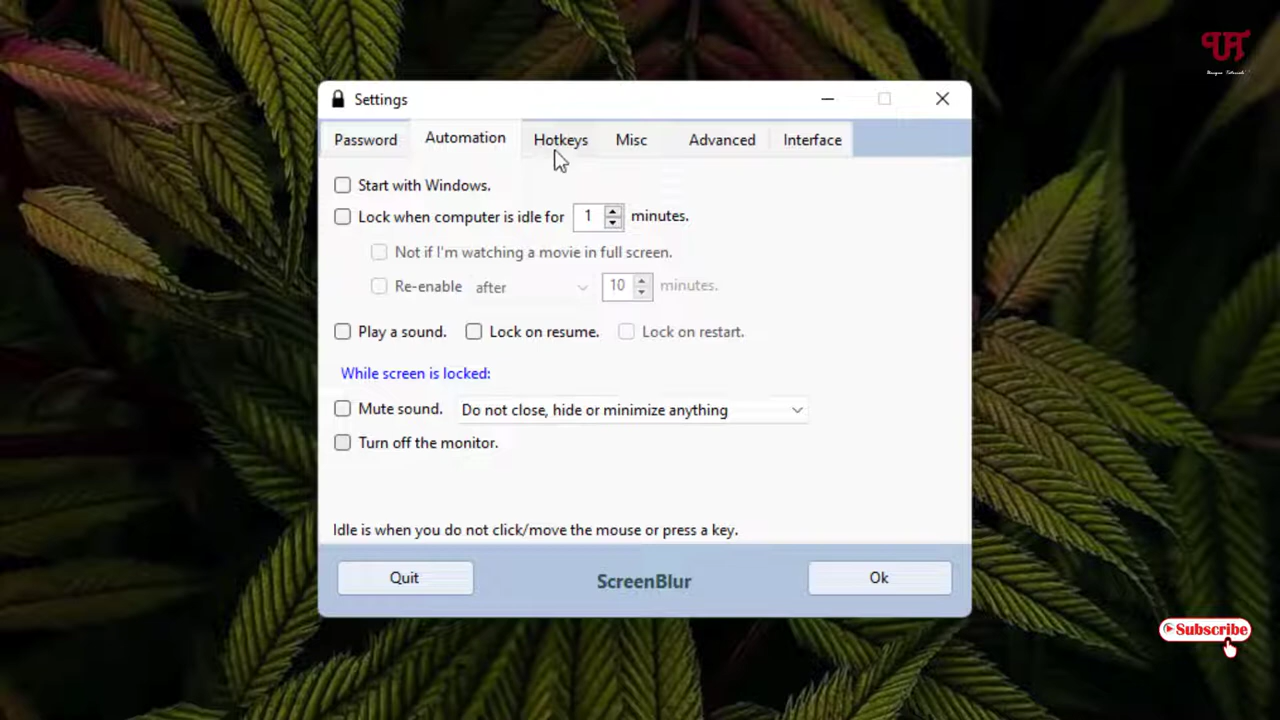 UT
Settings
Password Automation Hotkeys Misc Advanced Interface
Start with Windows.
Lock when computer is idle for 1 minutes.
Not if I'm watching a movie in full screen.
Re-enable after 10 minutes.
Play a sound. Lock on resume. Lock on restart.
While screen is locked:
Mute sound. Do not close, hide or minimize anything
Turn off the monitor.
Idle is when you do not click/move the mouse or press a key.
Quit ScreenBlur Ok
Subscribe